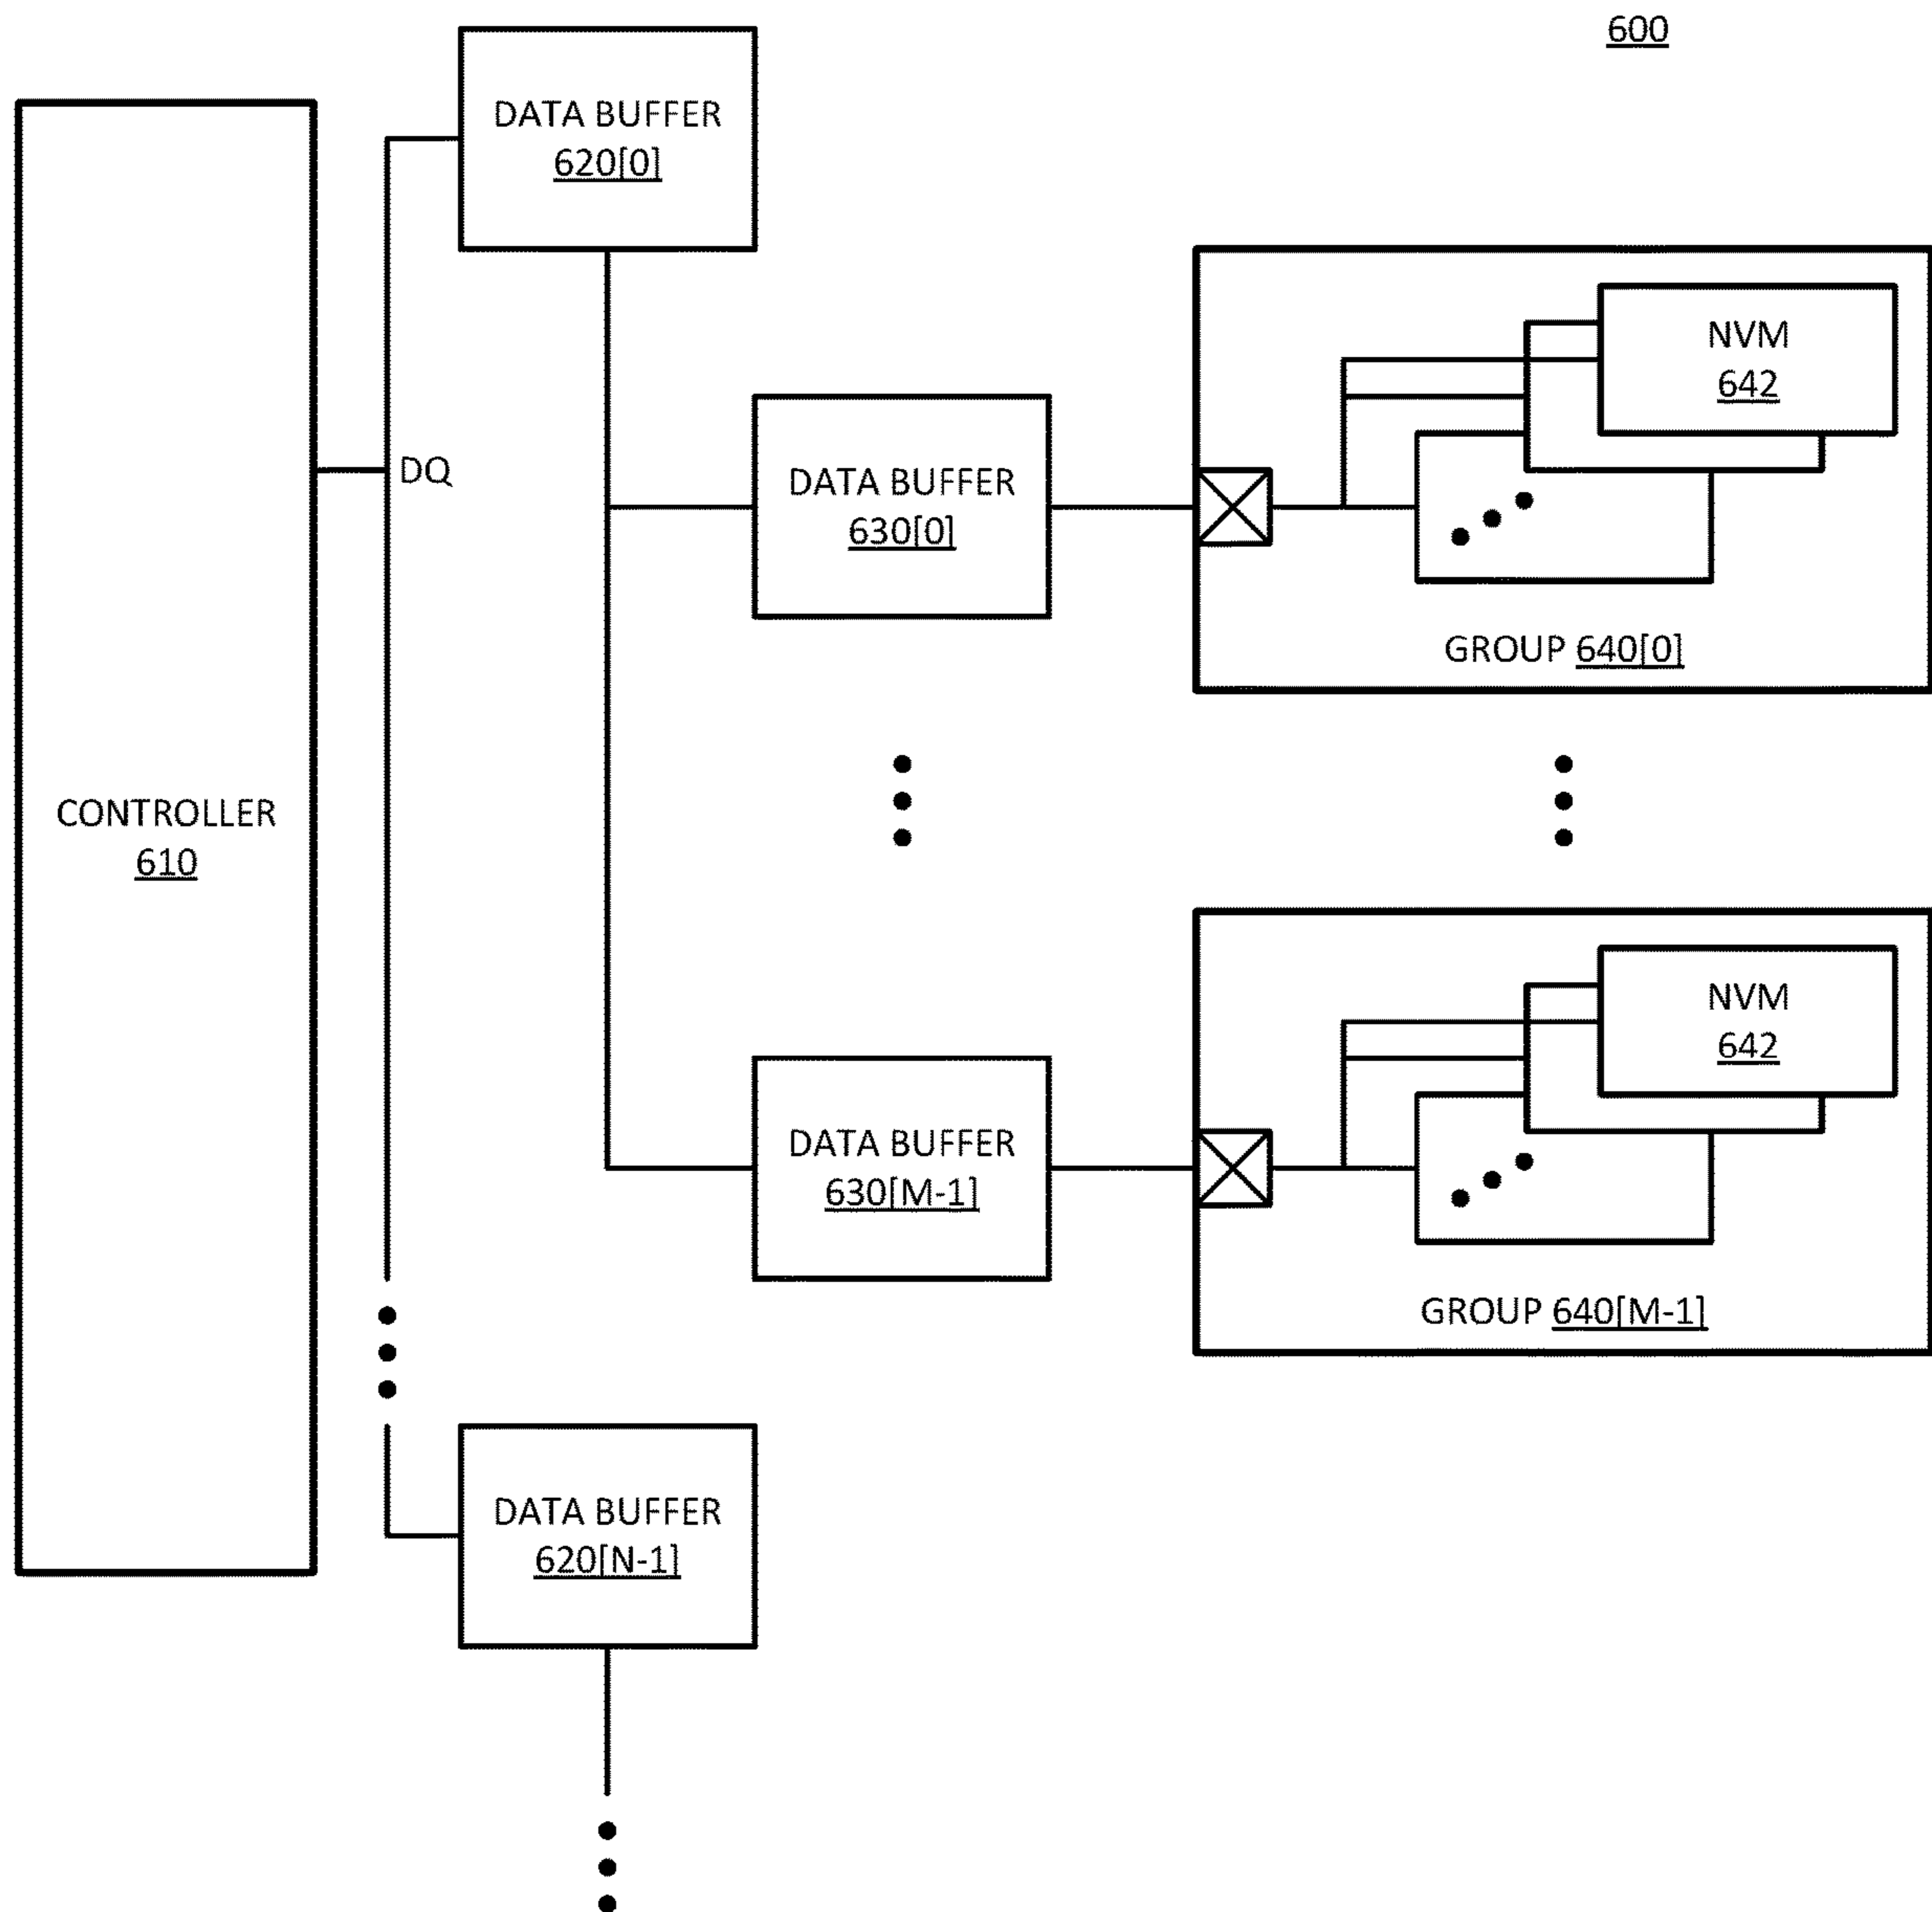 600
DATA BUFFER
620[0]
NVM
642
DQ
DATA BUFFER
630[0]
GROUP 640[0]
CONTROLLER
610
NVM
642
DATA BUFFER
630[M-1]
GROUP 640[M-1]
DATA BUFFER
620[N-1]